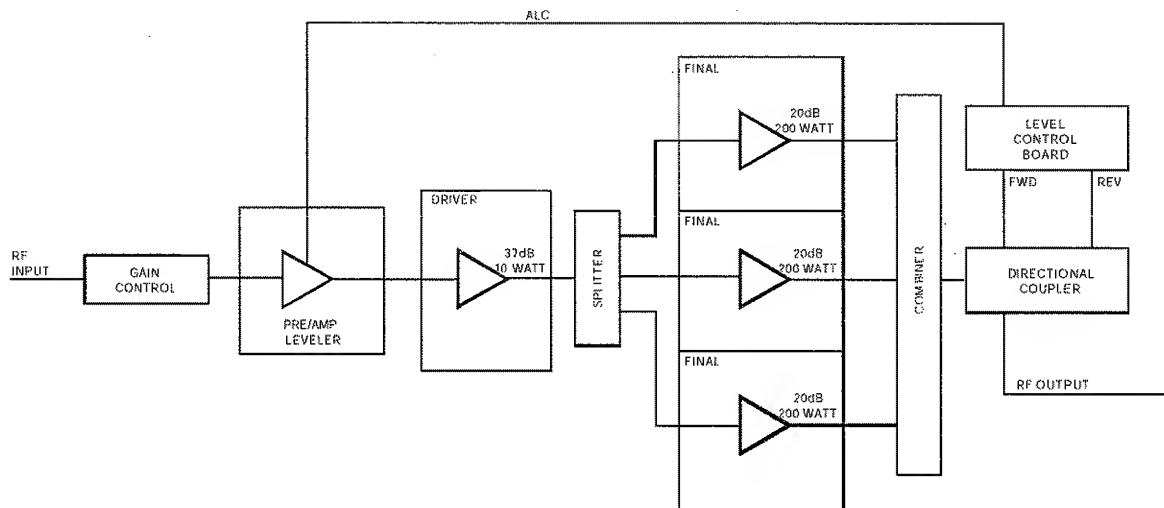 ALC
RF
INPUT
GAIN
CONTROL
PRE/AMP
LEVELER
DRIVER
37dB
10 WATT
SPLITTER
FINAL
20dB
200 WATT
FINAL
20dB
200 WATT
FINAL
20dB
200 WATT
COMBINER
LEVEL
CONTROL
BOARD
FWD
REV
DIRECTIONAL
COUPLER
RF OUTPUT